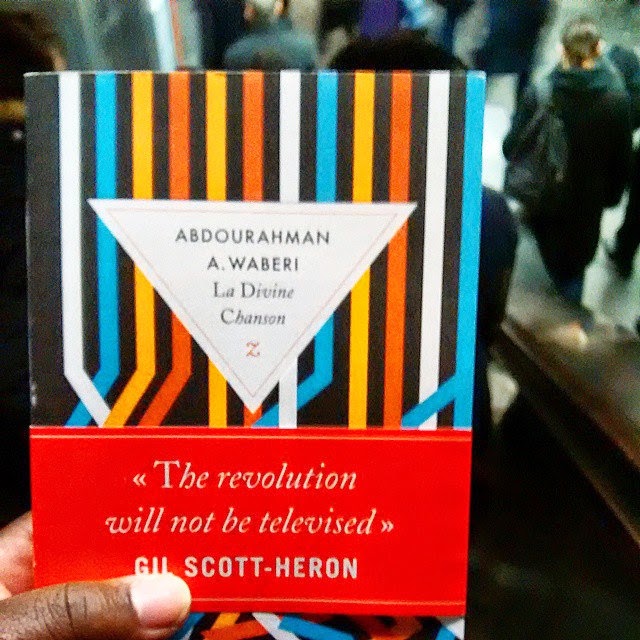 ABDOURAHMAN
A. WABERI
La Divine
Chanson
Z
« The revolution
will not be televised »
GIL SCOTT-HERON